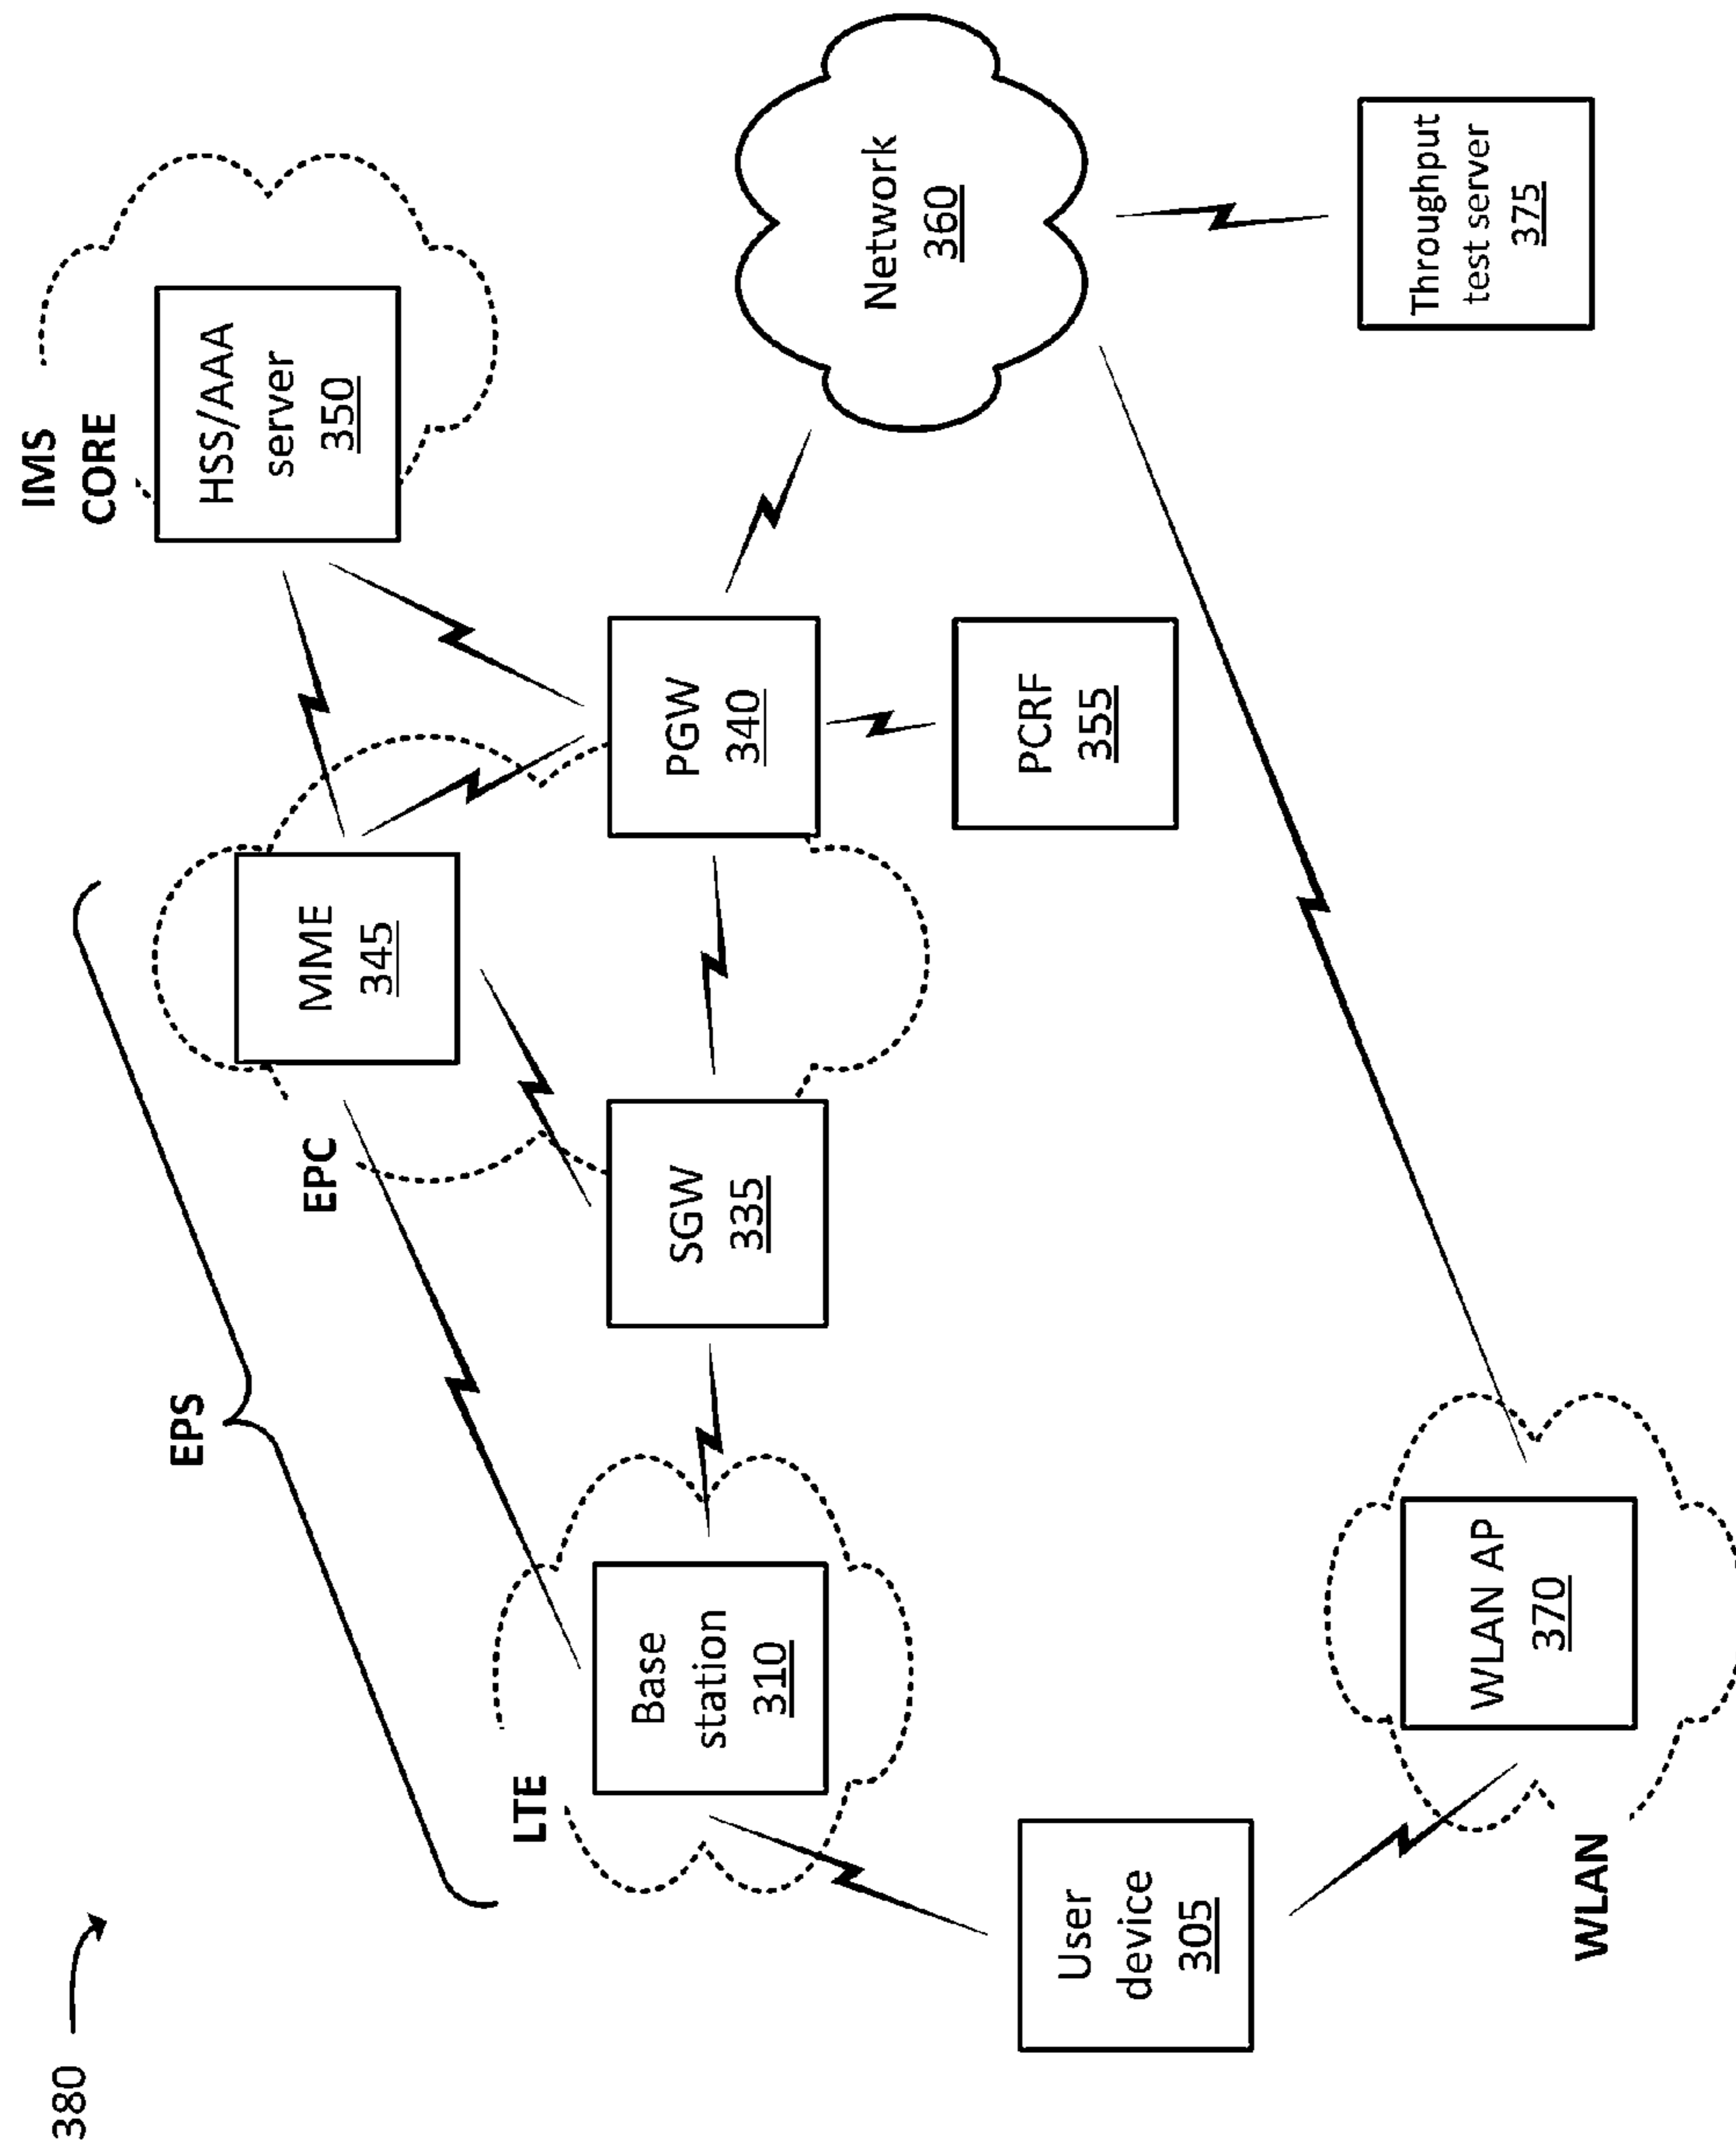 380
EPS
IMS
CORE
HSS/AAA
server
350
EPC
MME
345
LTE
Base
station
310
SGW
335
PGW
340
Network
360
PCRF
355
User
device
305
WLAN
WLAN AP
370
Throughput
test server
375